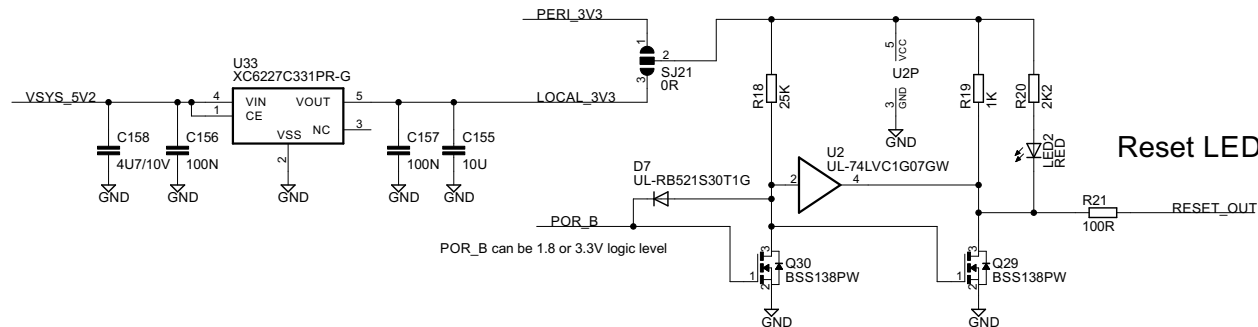 PERI_3V3
1
2
3
SJ21
0R
U33
XC6227C331PR-G
VSYS_5V2
4
VIN
VOUT
5
1
CE
VSS
NC
3
2
LOCAL_3V3
C158
4U7/10V
C156
100N
C157
100N
C155
10U
GND
GND
GND
GND
GND
R18
25K
5
VCC
U2P
3
GND
GND
R19
1K
R20
2K2
LED2
RED
Reset LED
D7
UL-RB521S30T1G
U2
UL-74LVC1G07GW
2
4
POR_B
POR_B can be 1.8 or 3.3V logic level
R21
100R
RESET_OUT
3
1
2
Q30
BSS138PW
GND
3
1
2
Q29
BSS138PW
GND